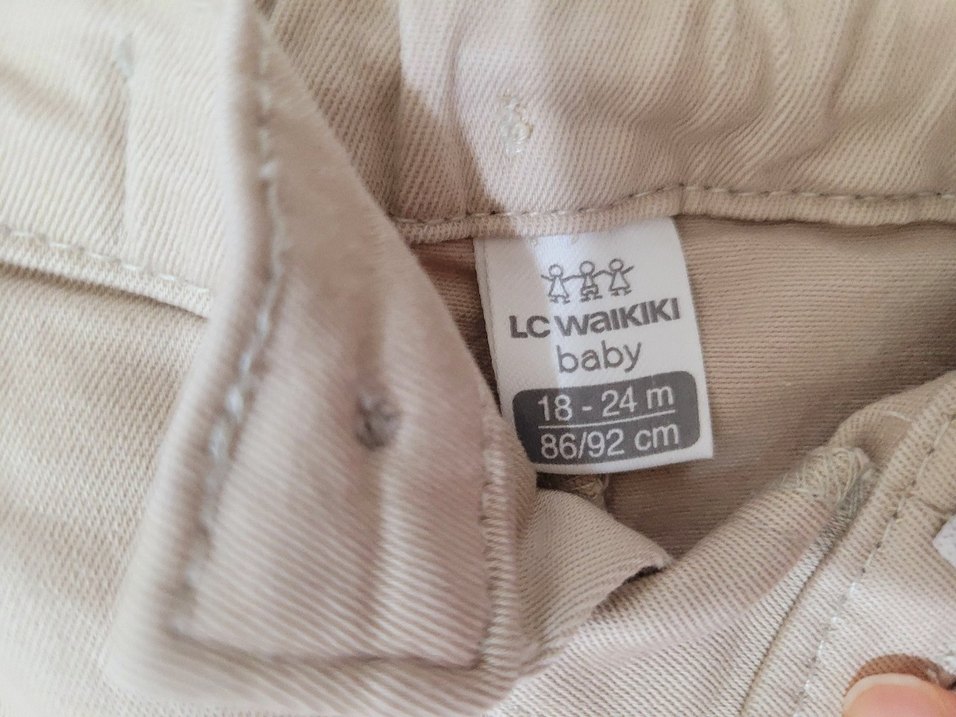 LC WAIKIKI
baby
18 - 24 m
86/92 cm